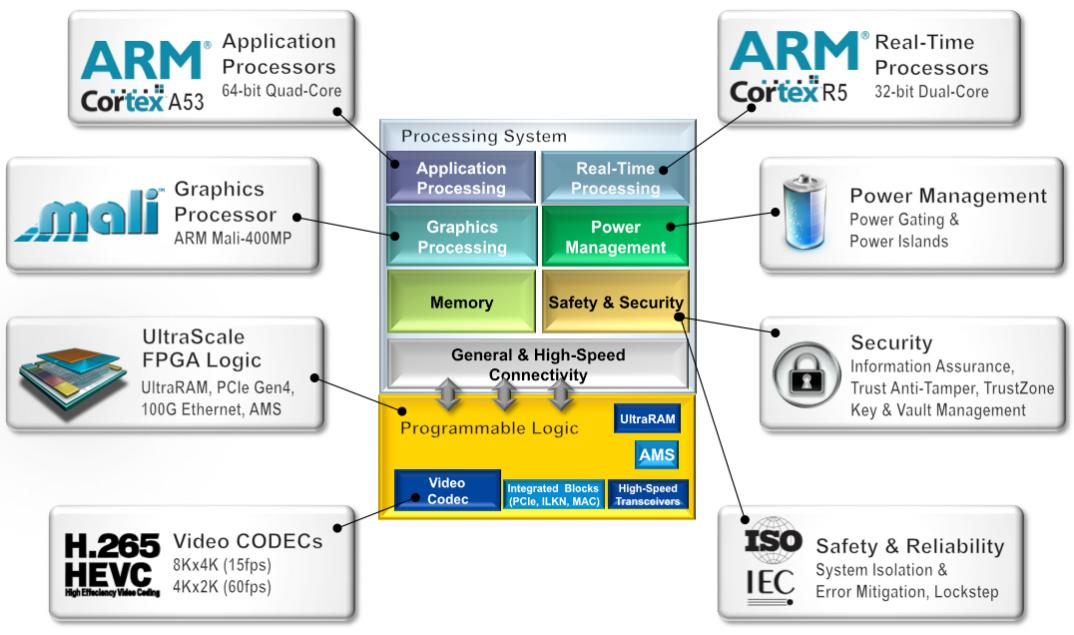 ARM®
Cortex A53
Application
Processors
64-bit Quad-Core
ARM®
Cortex R5
Real-Time
Processors
32-bit Dual-Core
mali™
Graphics
Processor
ARM Mali-400MP
Processing System
Application
Processing
Real-Time
Processing
Graphics
Processing
Power
Management
Memory
Safety & Security
General & High-Speed
Connectivity
Programmable Logic
UltraRAM
AMS
Video
Codec
Integrated Blocks
(PCIe, ILKN, MAC)
High-Speed
Transceivers
Power Management
Power Gating &
Power Islands
UltraScale
FPGA Logic
UltraRAM, PCIe Gen4,
100G Ethernet, AMS
Security
Information Assurance,
Trust Anti-Tamper, TrustZone
Key & Vault Management
H.265
HEVC
High Effeciency Video Coding
Video CODECs
8Kx4K (15fps)
4Kx2K (60fps)
ISO
IEC
Safety & Reliability
System Isolation &
Error Mitigation, Lockstep